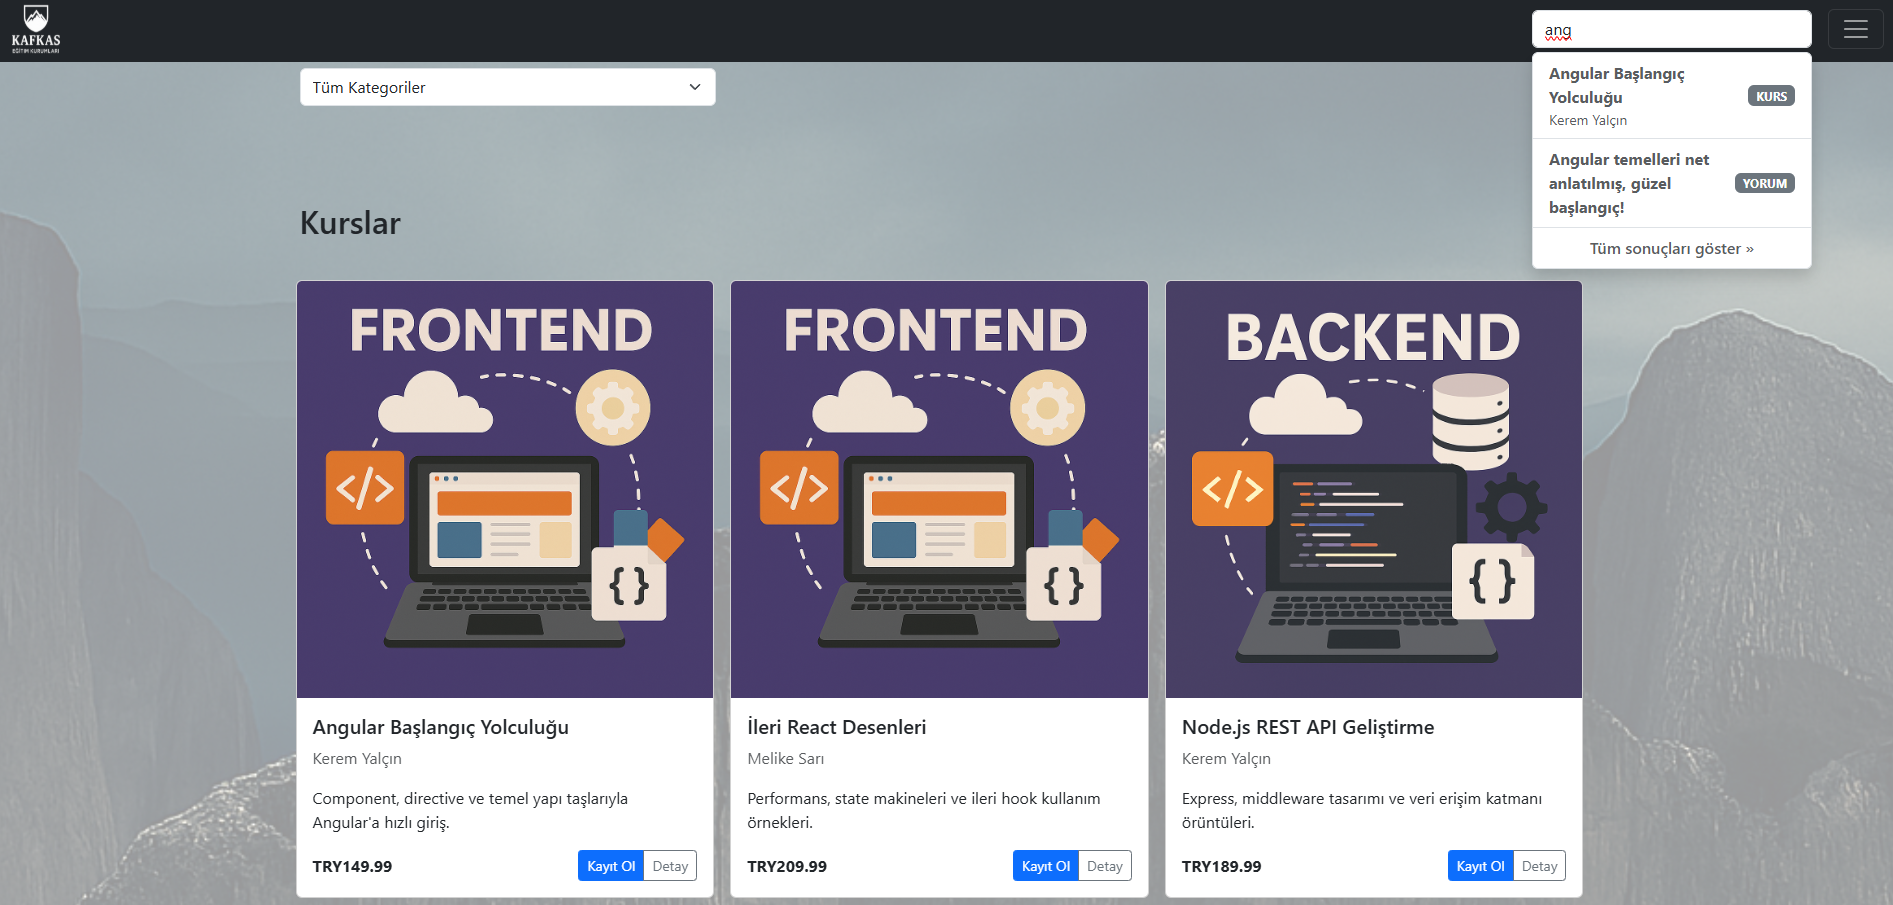 KAFKAS
EĞİTİM KURUMLARI
ang
Angular Başlangıç
Yolculuğu
KURS
Kerem Yalçın
Angular temelleri net
anlatılmış, güzel
başlangıç!
YORUM
Tüm sonuçları göster »
Tüm Kategoriler
Kurslar
FRONTEND
</>
{ }
Angular Başlangıç Yolculuğu
Kerem Yalçın
Component, directive ve temel yapı taşlarıyla
Angular'a hızlı giriş.
TRY149.99
Kayıt Ol
Detay
FRONTEND
</>
{ }
İleri React Desenleri
Melike Sarı
Performans, state makineleri ve ileri hook kullanım
örnekleri.
TRY209.99
Kayıt Ol
Detay
BACKEND
</>
{ }
Node.js REST API Geliştirme
Kerem Yalçın
Express, middleware tasarımı ve veri erişim katmanı
örüntüleri.
TRY189.99
Kayıt Ol
Detay